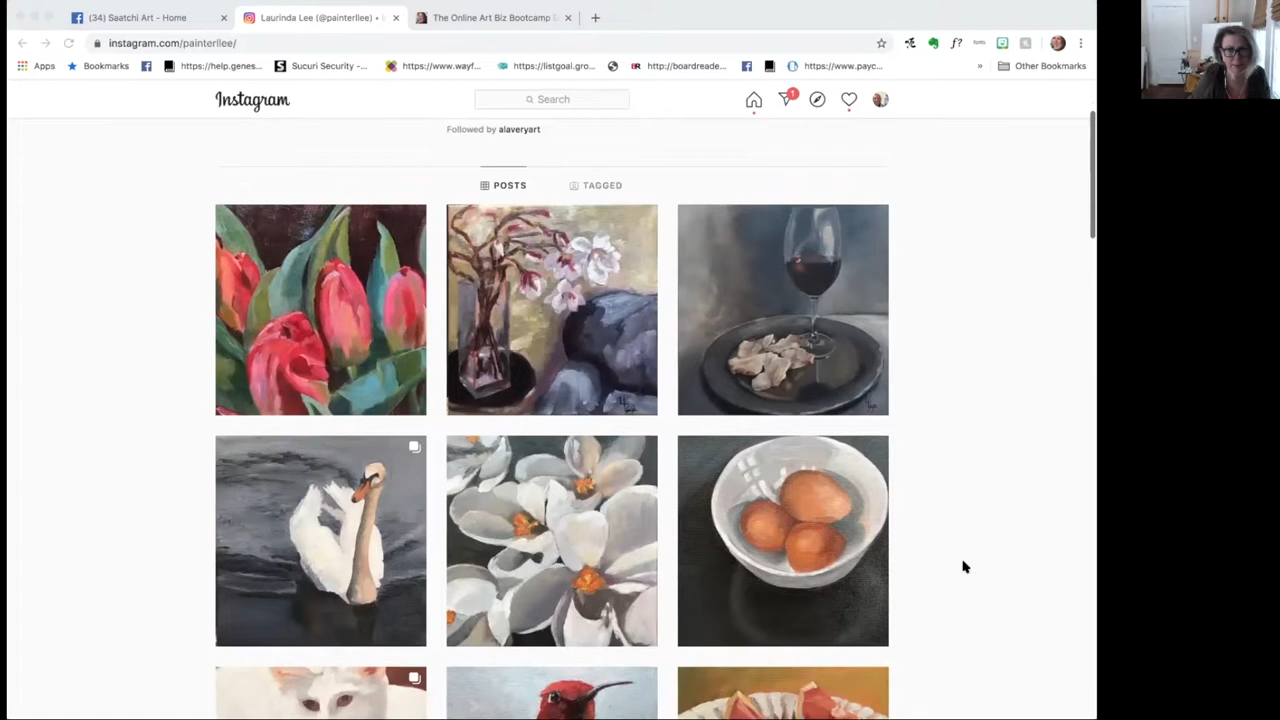 (34) Saatchi Art - Home
Laurinda Lee (@painterllee) •
The Online Art Biz Bootcamp
instagram.com/painterllee/
Apps
Bookmarks
https://help.genes...
Sucuri Security -...
https://www.wayf...
https://listgoal.gro...
http://boardreade...
https://www.payc...
»
Other Bookmarks
Instagram
Search
1
Followed by alaveryart
POSTS
TAGGED